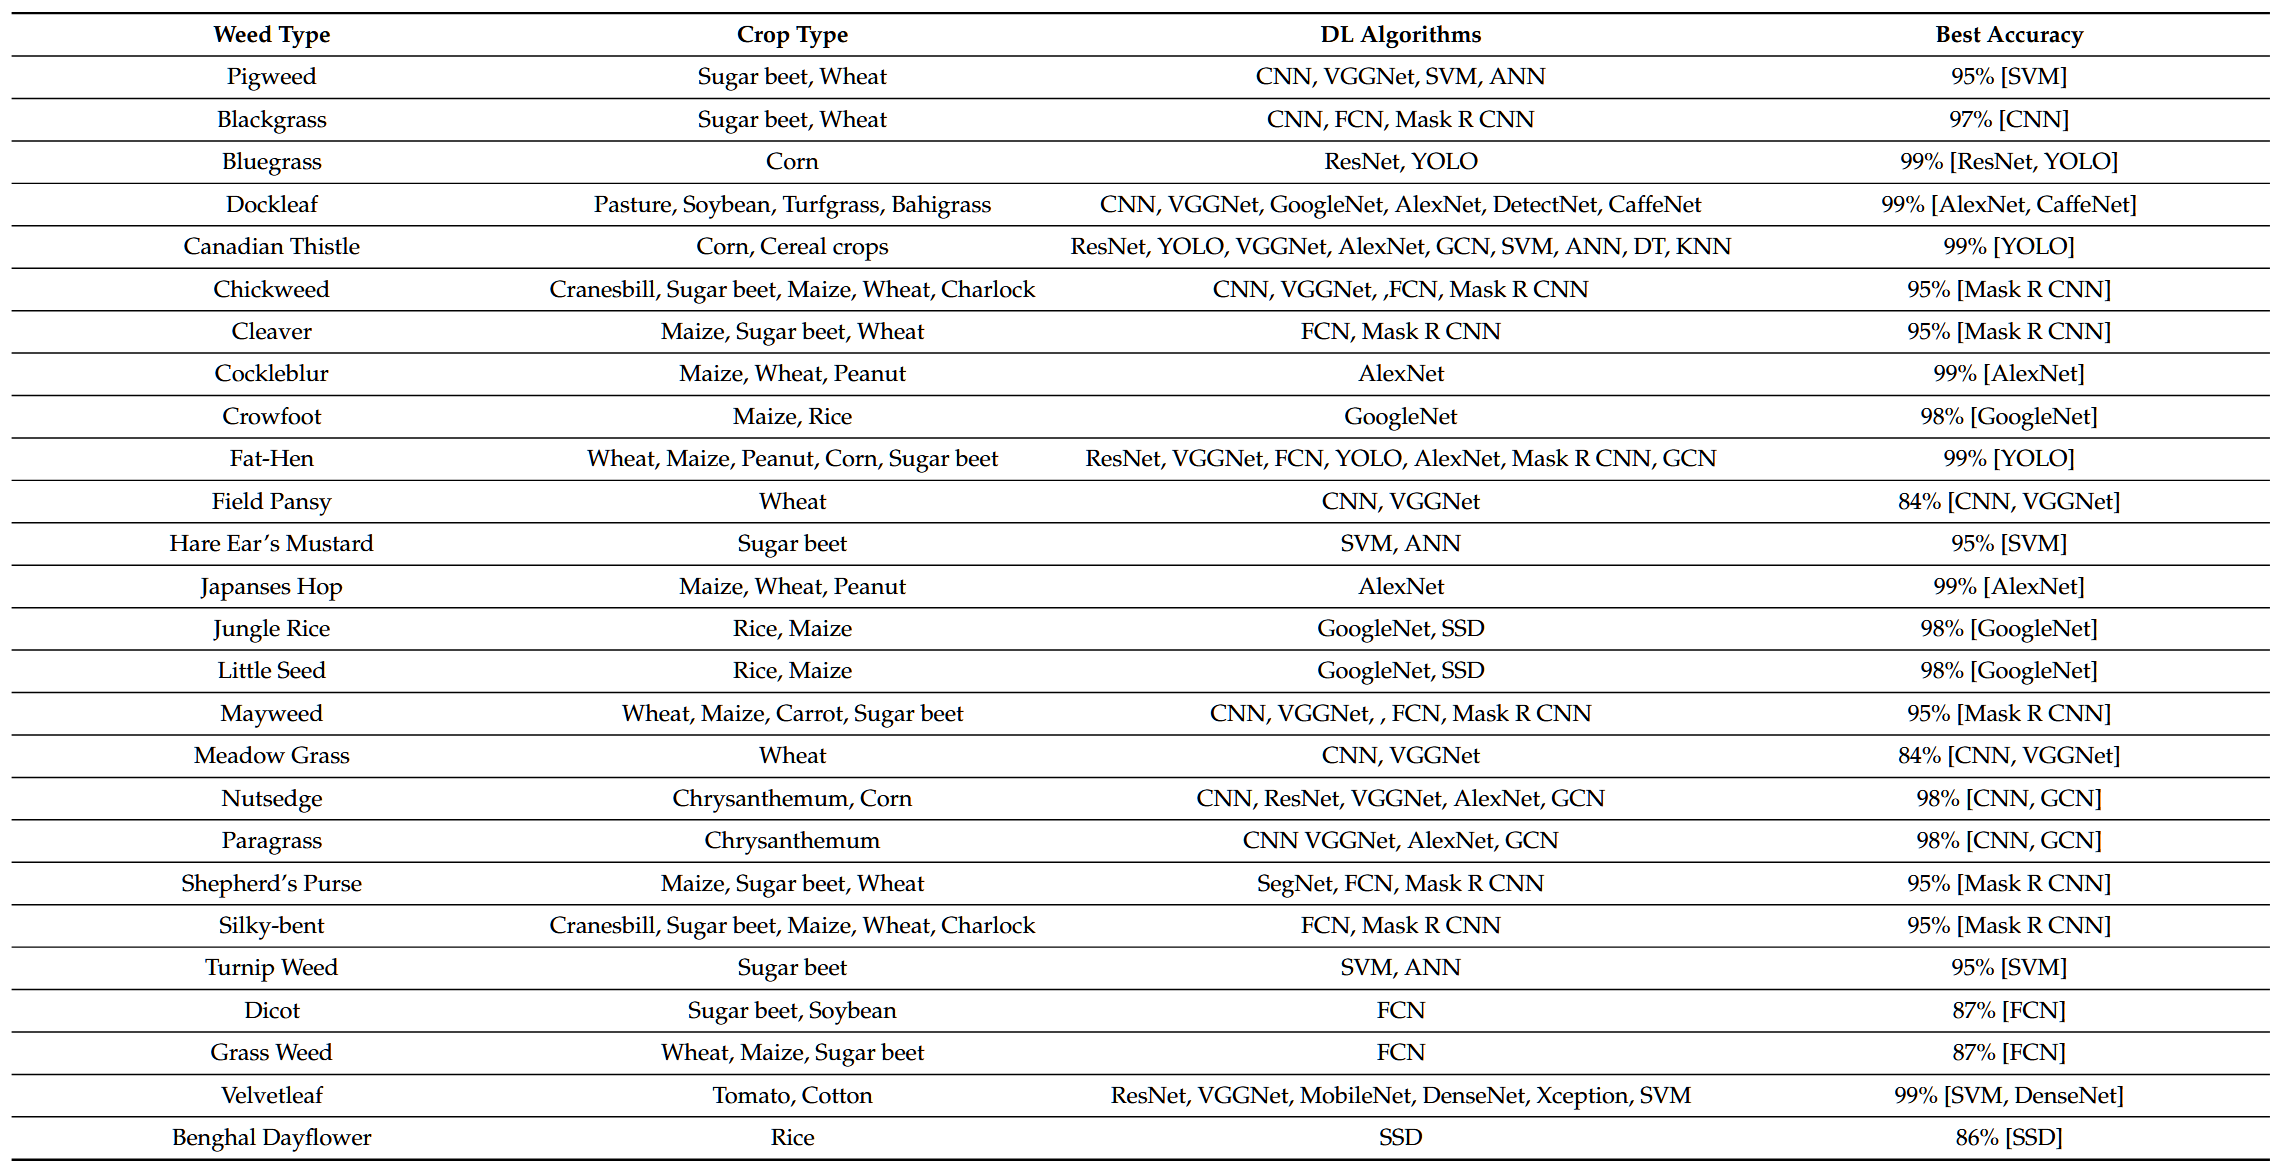 Weed Type Crop Type DL Algorithms Best Accuracy
Pigweed Sugar beet, Wheat CNN, VGGNet, SVM, ANN 95% [SVM]
Blackgrass Sugar beet, Wheat CNN, FCN, Mask R CNN 97% [CNN]
Bluegrass Corn ResNet, YOLO 99% [ResNet, YOLO]
Dockleaf Pasture, Soybean, Turfgrass, Bahigrass CNN, VGGNet, GoogleNet, AlexNet, DetectNet, CaffeNet 99% [AlexNet, CaffeNet]
Canadian Thistle Corn, Cereal crops ResNet, YOLO, VGGNet, AlexNet, GCN, SVM, ANN, DT, KNN 99% [YOLO]
Chickweed Cranesbill, Sugar beet, Maize, Wheat, Charlock CNN, VGGNet, ,FCN, Mask R CNN 95% [Mask R CNN]
Cleaver Maize, Sugar beet, Wheat FCN, Mask R CNN 95% [Mask R CNN]
Cockleblur Maize, Wheat, Peanut AlexNet 99% [AlexNet]
Crowfoot Maize, Rice GoogleNet 98% [GoogleNet]
Fat-Hen Wheat, Maize, Peanut, Corn, Sugar beet ResNet, VGGNet, FCN, YOLO, AlexNet, Mask R CNN, GCN 99% [YOLO]
Field Pansy Wheat CNN, VGGNet 84% [CNN, VGGNet]
Hare Ear's Mustard Sugar beet SVM, ANN 95% [SVM]
Japanses Hop Maize, Wheat, Peanut AlexNet 99% [AlexNet]
Jungle Rice Rice, Maize GoogleNet, SSD 98% [GoogleNet]
Little Seed Rice, Maize GoogleNet, SSD 98% [GoogleNet]
Mayweed Wheat, Maize, Carrot, Sugar beet CNN, VGGNet, , FCN, Mask R CNN 95% [Mask R CNN]
Meadow Grass Wheat CNN, VGGNet 84% [CNN, VGGNet]
Nutsedge Chrysanthemum, Corn CNN, ResNet, VGGNet, AlexNet, GCN 98% [CNN, GCN]
Paragrass Chrysanthemum CNN VGGNet, AlexNet, GCN 98% [CNN, GCN]
Shepherd's Purse Maize, Sugar beet, Wheat SegNet, FCN, Mask R CNN 95% [Mask R CNN]
Silky-bent Cranesbill, Sugar beet, Maize, Wheat, Charlock FCN, Mask R CNN 95% [Mask R CNN]
Turnip Weed Sugar beet SVM, ANN 95% [SVM]
Dicot Sugar beet, Soybean FCN 87% [FCN]
Grass Weed Wheat, Maize, Sugar beet FCN 87% [FCN]
Velvetleaf Tomato, Cotton ResNet, VGGNet, MobileNet, DenseNet, Xception, SVM 99% [SVM, DenseNet]
Benghal Dayflower Rice SSD 86% [SSD]